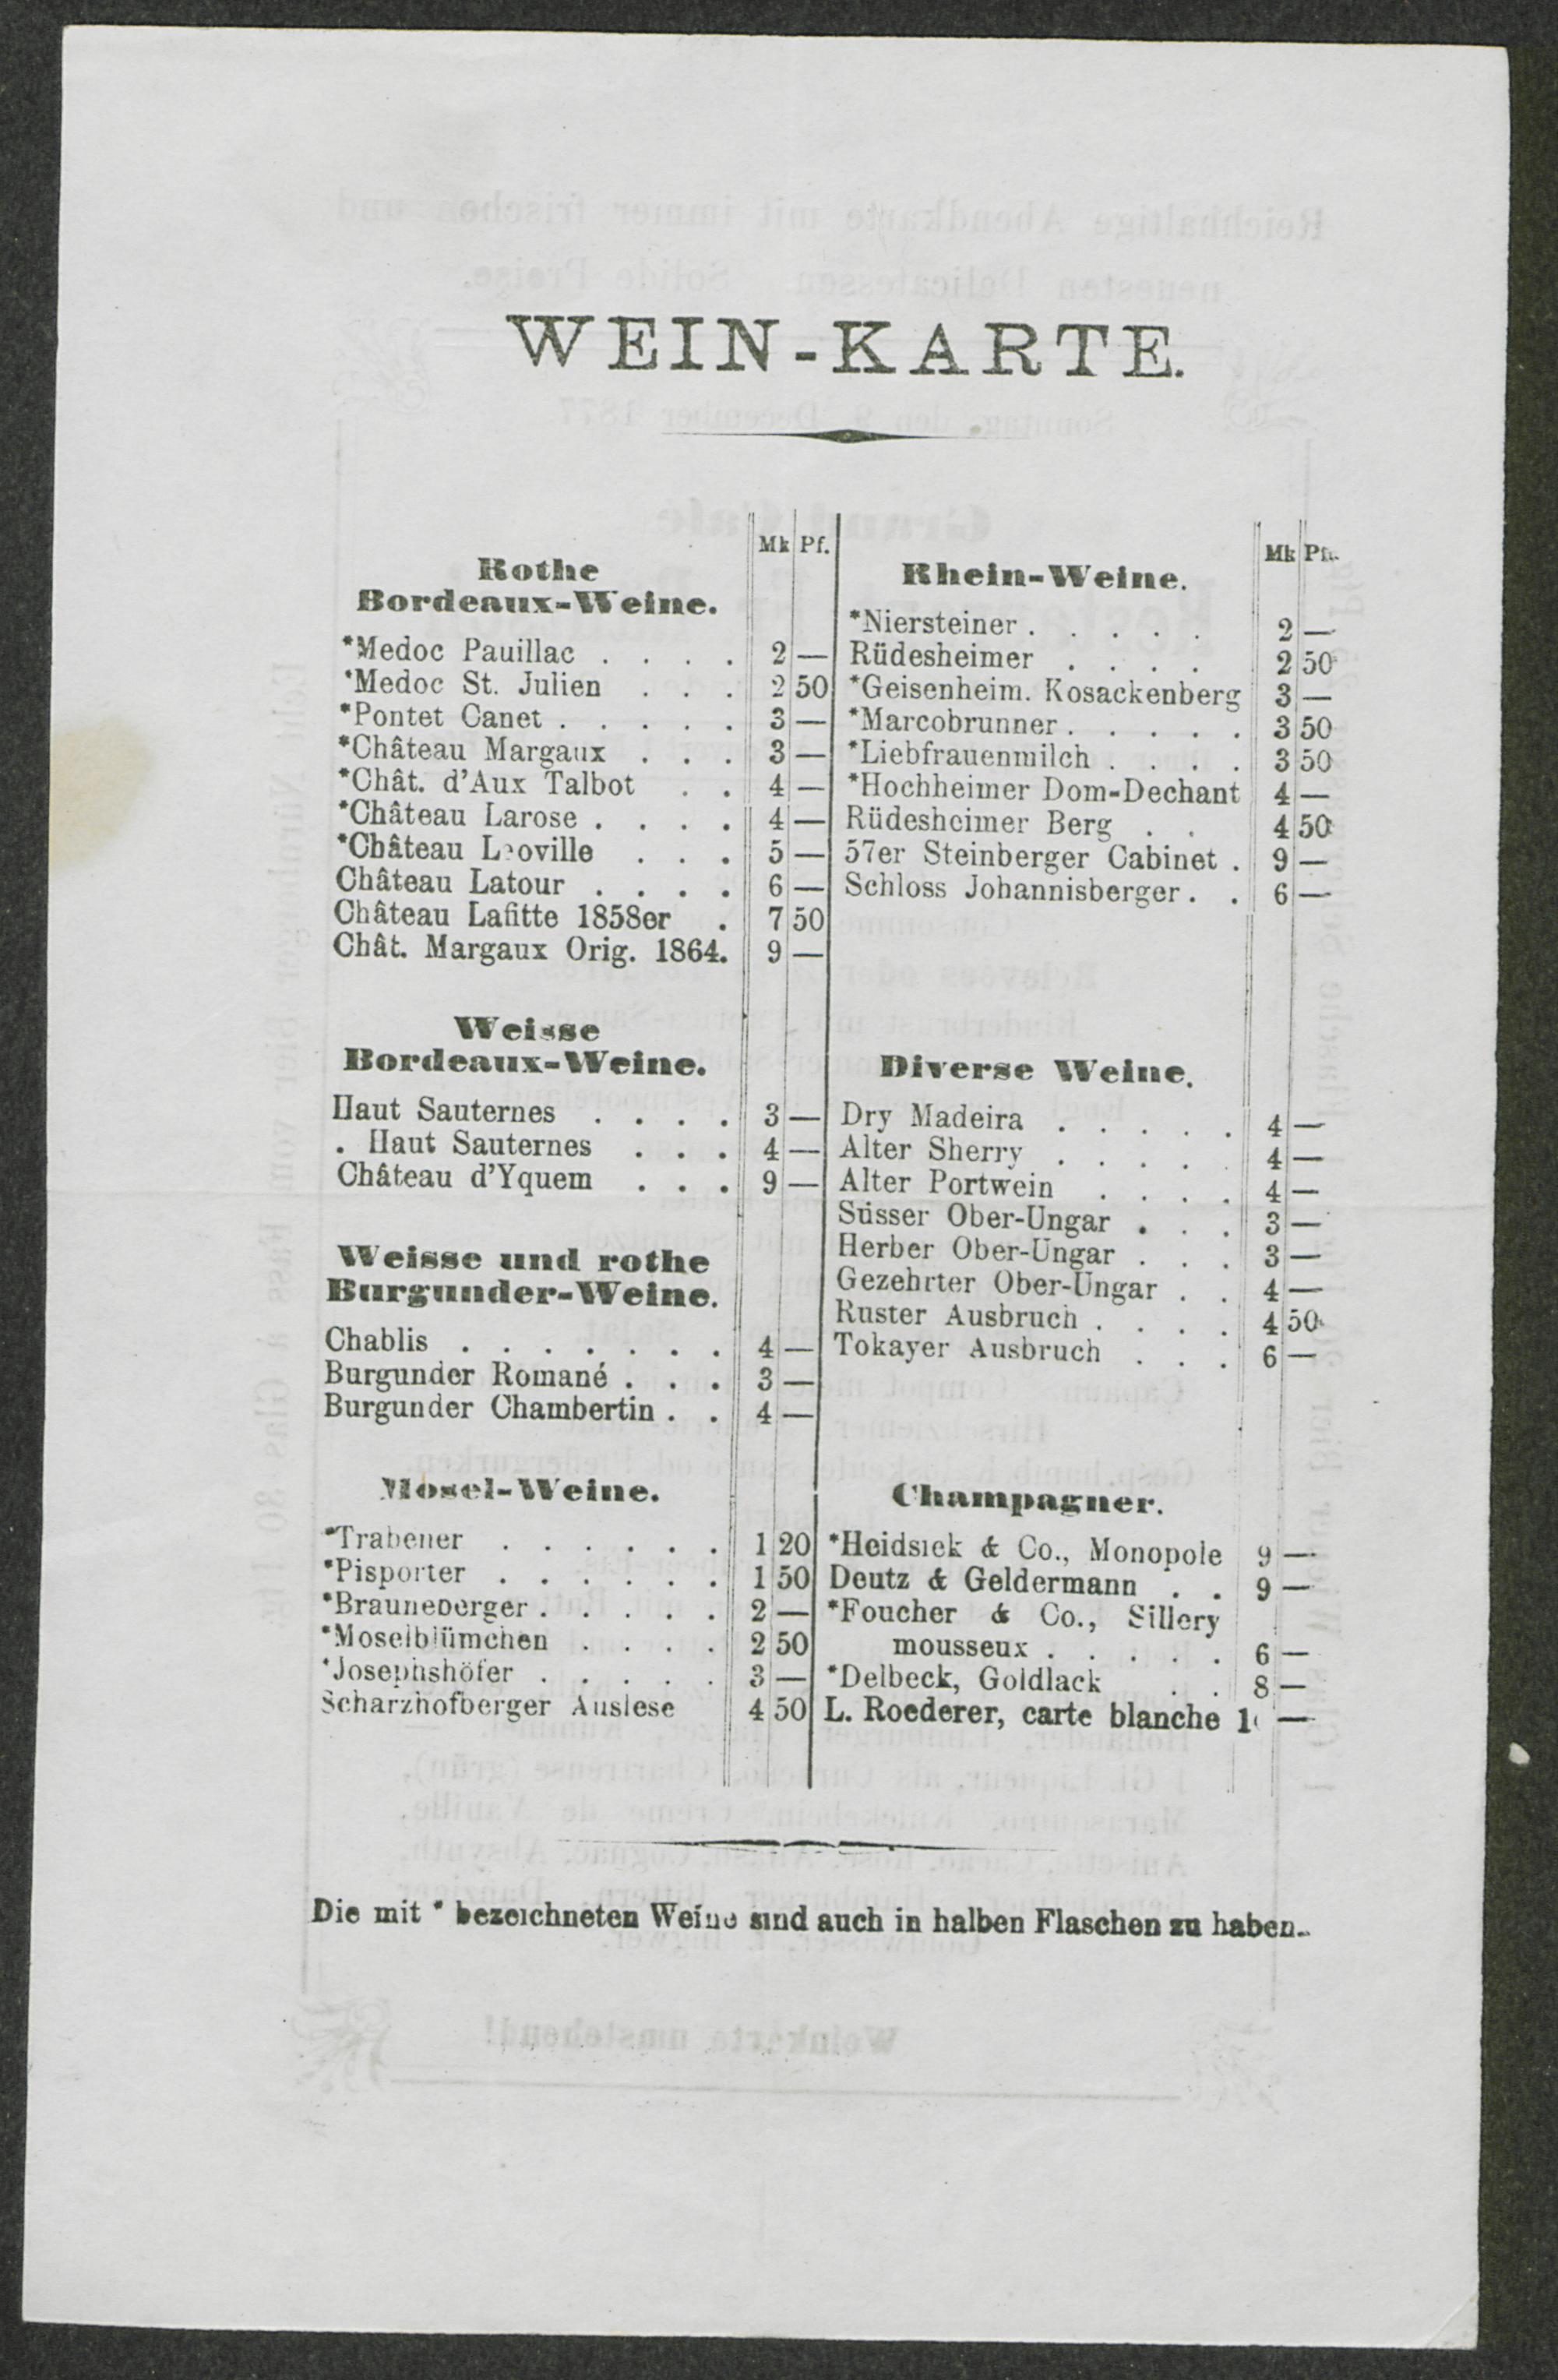 WEIN-KARTE.
Mk Pf.
Rothe
Bordeaux-Weine.
*Medoc Pauillac . . . . 2 —
*Medoc St. Julien . . . 2 50
*Pontet Canet . . . . . 3 —
*Château Margaux . . . 3 —
*Chât. d'Aux Talbot . . 4 —
*Château Larose . . . . 4 —
*Château Leoville . . . 5 —
Château Latour . . . . 6 —
Château Lafitte 1858er . 7 50
Chât. Margaux Orig. 1864. 9 —
Weisse
Bordeaux-Weine.
Haut Sauternes . . . . 3 —
. Haut Sauternes . . . 4 —
Château d'Yquem . . . 9 —
Weisse und rothe
Burgunder-Weine.
Chablis . . . . . . . 4 —
Burgunder Romané . . . 3 —
Burgunder Chambertin . . 4 —
Mosel-Weine.
*Trabener . . . . . . 1 20
*Pisporter . . . . . . 1 50
*Brauneberger . . . . . 2 —
*Moselblümchen . . . . 2 50
*Josephshöfer . . . . . 3 —
Scharzhofberger Auslese 4 50
Mk Pf.
Rhein-Weine.
*Niersteiner . . . . . 2 —
Rüdesheimer . . . . 2 50
*Geisenheim. Kosackenberg 3 —
*Marcobrunner . . . . . 3 50
*Liebfrauenmilch . . . . 3 50
*Hochheimer Dom-Dechant 4 —
Rüdesheimer Berg . . 4 50
57er Steinberger Cabinet . 9 —
Schloss Johannisberger . . 6 —
Diverse Weine.
Dry Madeira . . . . . 4 —
Alter Sherry . . . . . 4 —
Alter Portwein . . . . 4 —
Süsser Ober-Ungar . . . 3 —
Herber Ober-Ungar . . . 3 —
Gezehrter Ober-Ungar . . 4 —
Ruster Ausbruch . . . . 4 50
Tokayer Ausbruch . . . 6 —
Champagner.
*Heidsiek & Co., Monopole 9 —
Deutz & Geldermann . . 9 —
*Foucher & Co., Sillery
mousseux . . . . . 6 —
*Delbeck, Goldlack . . 8 —
L. Roederer, carte blanche —
Die mit * bezeichneten Weine sind auch in halben Flaschen zu haben.